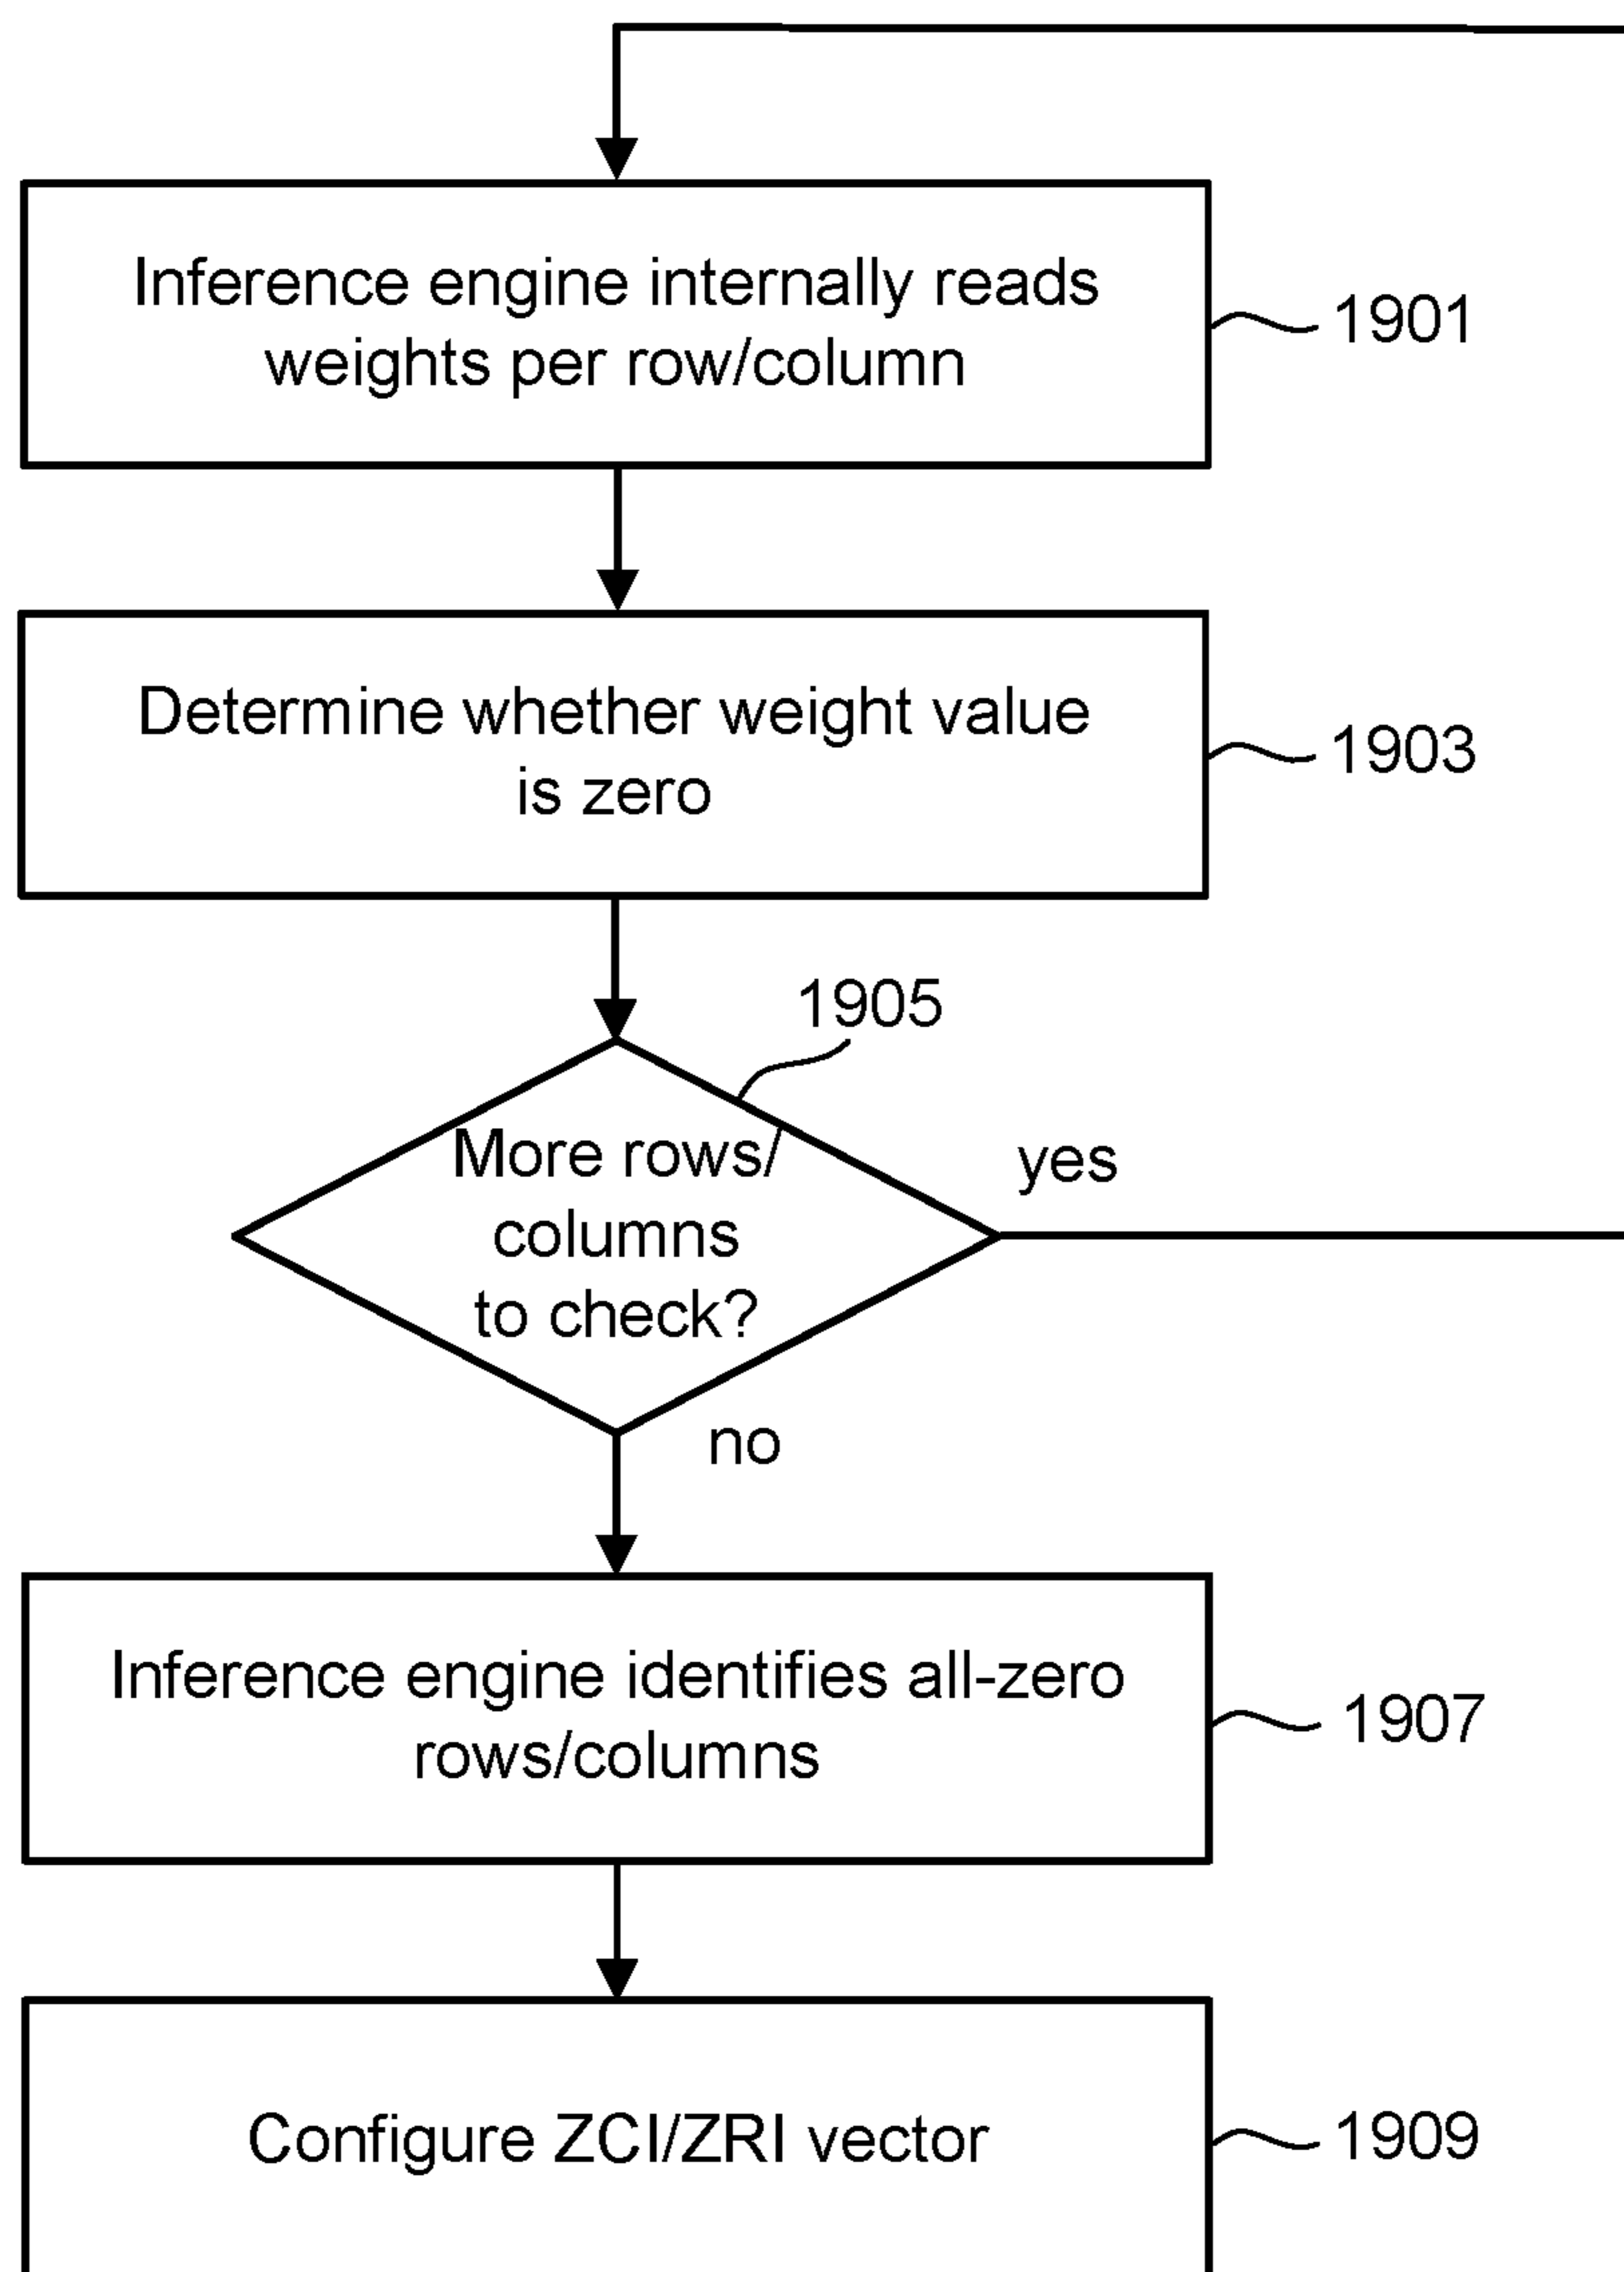 Inference engine internally reads
weights per row/column
1901
Determine whether weight value
is zero
1903
1905
More rows/
columns
to check?
yes
no
Inference engine identifies all-zero
rows/columns
1907
Configure ZCI/ZRI vector
1909